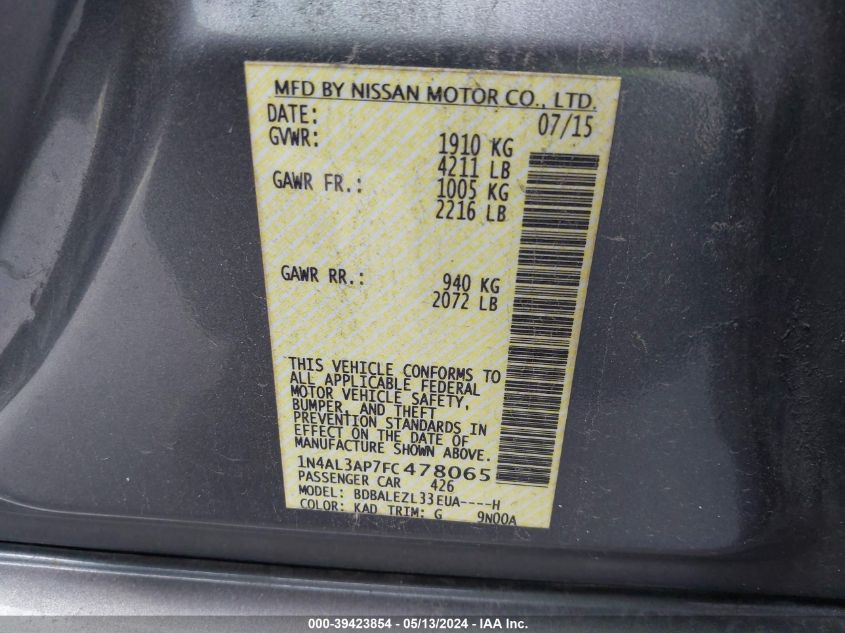 MFD BY NISSAN MOTOR CO., LTD.
DATE: 07/15
GVWR: 1910 KG
4211 LB
GAWR FR.: 1005 KG
2216 LB
GAWR RR.: 940 KG
2072 LB
THIS VEHICLE CONFORMS TO
ALL APPLICABLE FEDERAL
MOTOR VEHICLE SAFETY,
BUMPER, AND THEFT
PREVENTION STANDARDS IN
EFFECT ON THE DATE OF
MANUFACTURE SHOWN ABOVE.
1N4AL3AP7FC478065
PASSENGER CAR 426
MODEL: BDBALEZL33EUA----H
COLOR: KAD TRIM: G 9N00A
000-39423854 - 05/13/2024 - IAA Inc.